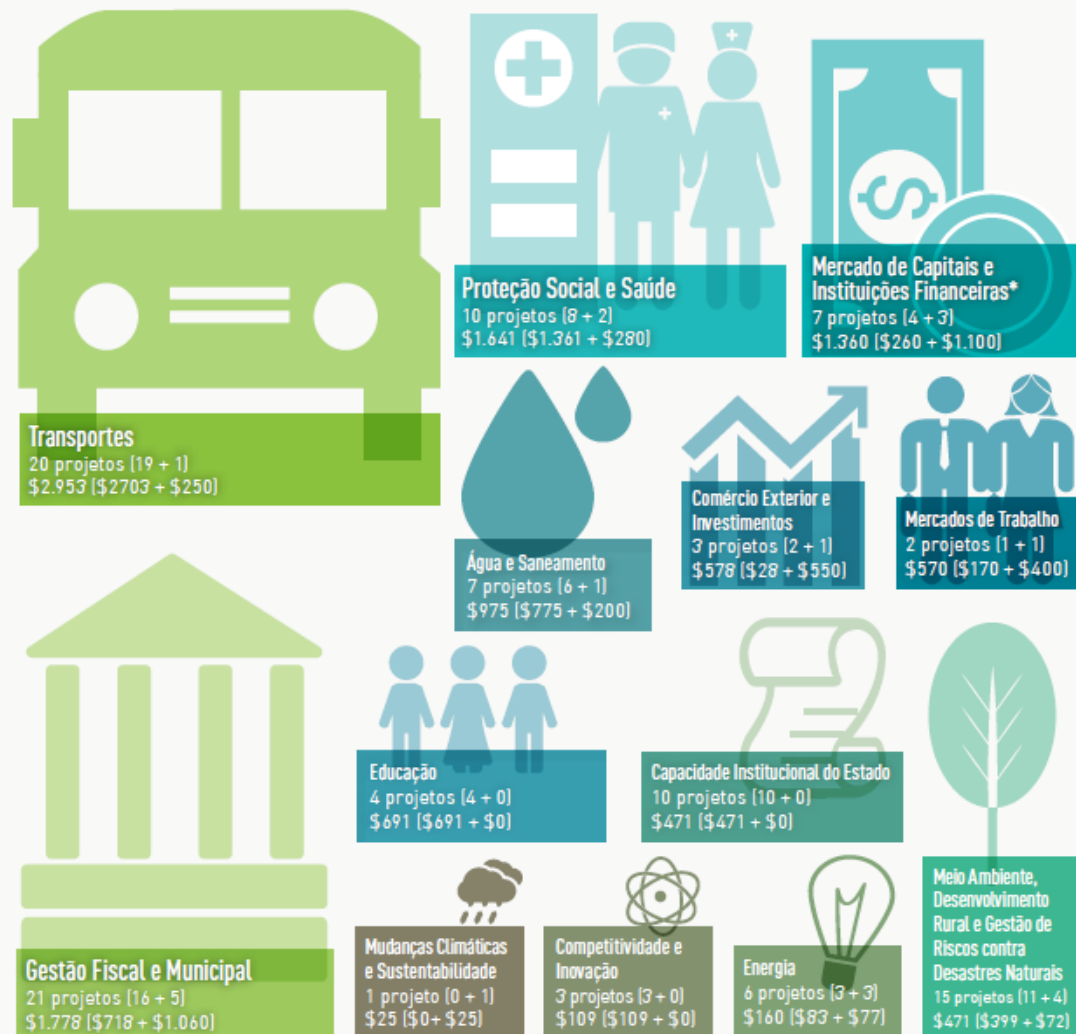 Proteção Social e Saúde
10 projetos (8 + 2)
$1.641 ($1.361 + $280)
Mercado de Capitais e
Instituições Financeiras*
7 projetos (4 + 3)
$1.360 ($260 + $1.100)
Transportes
20 projetos (19 + 1)
$2.953 ($2703 + $250)
Água e Saneamento
7 projetos (6 + 1)
$975 ($775 + $200)
Comércio Exterior e
Investimentos
3 projetos (2 + 1)
$578 ($28 + $550)
Mercados de Trabalho
2 projetos (1 + 1)
$570 ($170 + $400)
Educação
4 projetos (4 + 0)
$691 ($691 + $0)
Capacidade Institucional do Estado
10 projetos (10 + 0)
$471 ($471 + $0)
Gestão Fiscal e Municipal
21 projetos (16 + 5)
$1.778 ($718 + $1.060)
Mudanças Climáticas
e Sustentabilidade
1 projeto (0 + 1)
$25 ($0+ $25)
Competitividade e
Inovação
3 projetos (3 + 0)
$109 ($109 + $0)
Energia
6 projetos (3 + 3)
$160 ($83 + $77)
Meio Ambiente,
Desenvolvimento
Rural e Gestão de
Riscos contra
Desastres Naturais
15 projetos (11 + 4)
$471 ($399 + $72)